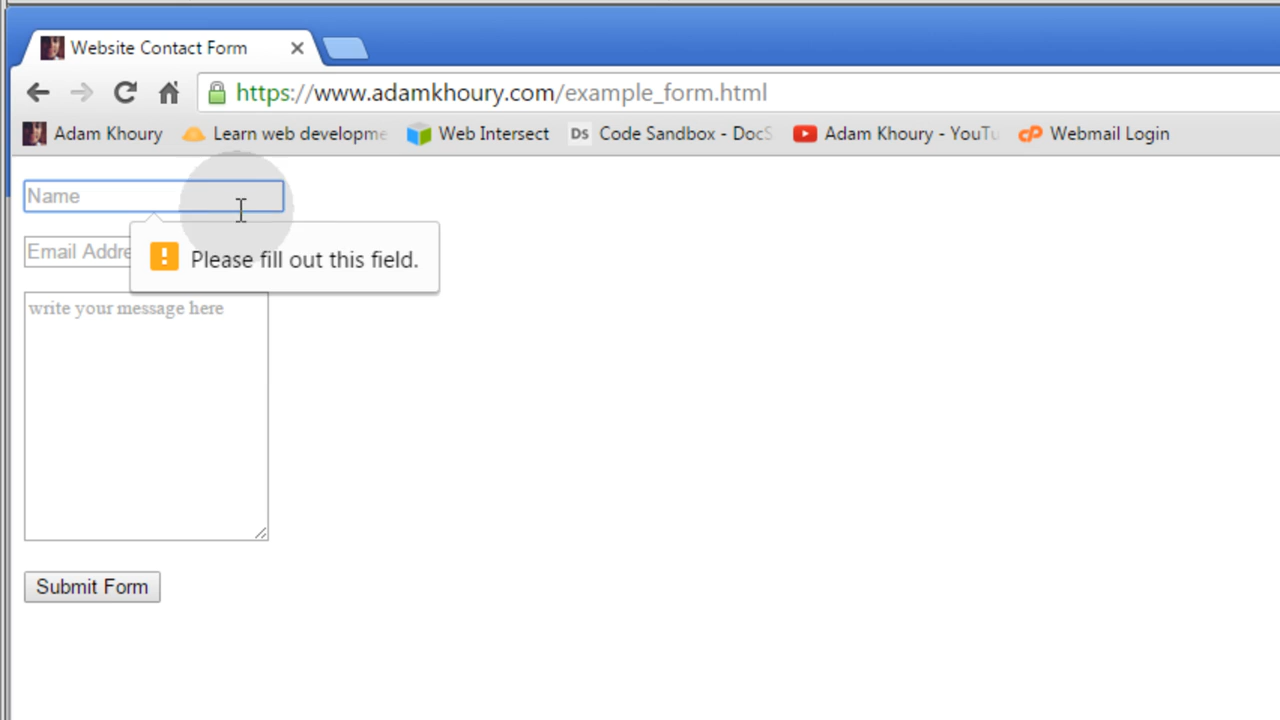 Website Contact Form
https://www.adamkhoury.com/example_form.html
Adam Khoury Learn web developme Web Intersect Ds Code Sandbox - DocS Adam Khoury - YouTu cP Webmail Login
Name
Email Addre
Please fill out this field.
write your message here
Submit Form